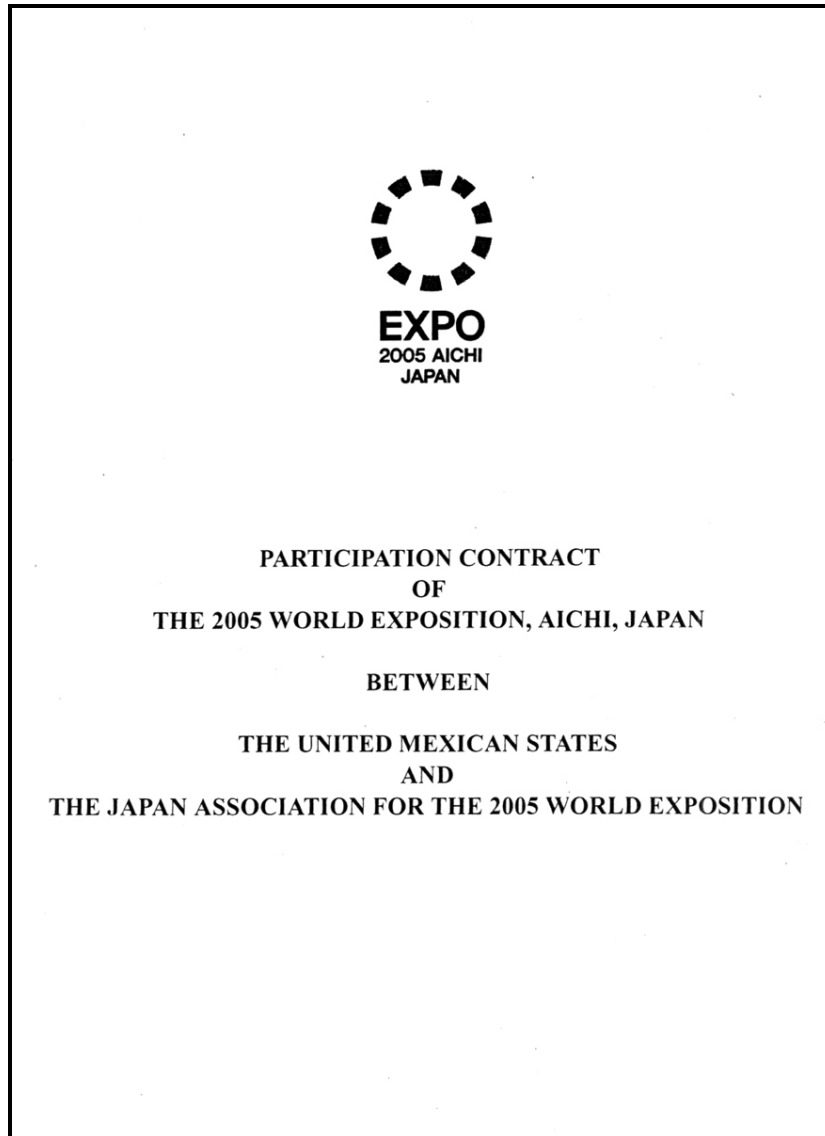 EXPO
2005 AICHI
JAPAN
PARTICIPATION CONTRACT
OF
THE 2005 WORLD EXPOSITION, AICHI, JAPAN
BETWEEN
THE UNITED MEXICAN STATES
AND
THE JAPAN ASSOCIATION FOR THE 2005 WORLD EXPOSITION